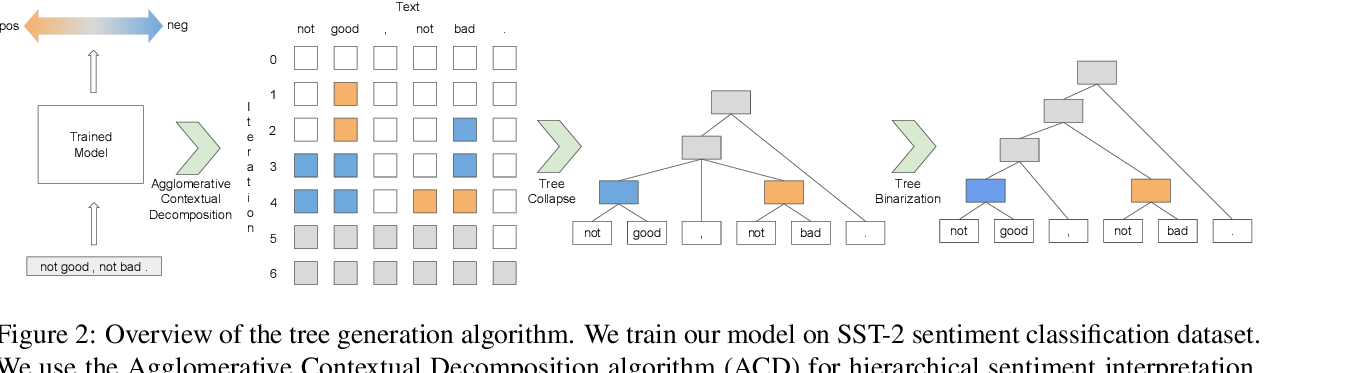 Text
pos neg
not good , not bad .
0
1
2
3
4
5
6
Iteration
Trained
Model
not good , not bad .
Agglomerative
Contextual
Decomposition
Tree
Collapse
not good , not bad .
Tree
Binarization
not good , not bad .
Figure 2: Overview of the tree generation algorithm. We train our model on SST-2 sentiment classification dataset.
We use the Agglomerative Contextual Decomposition algorithm (ACD) for hierarchical sentiment interpretation